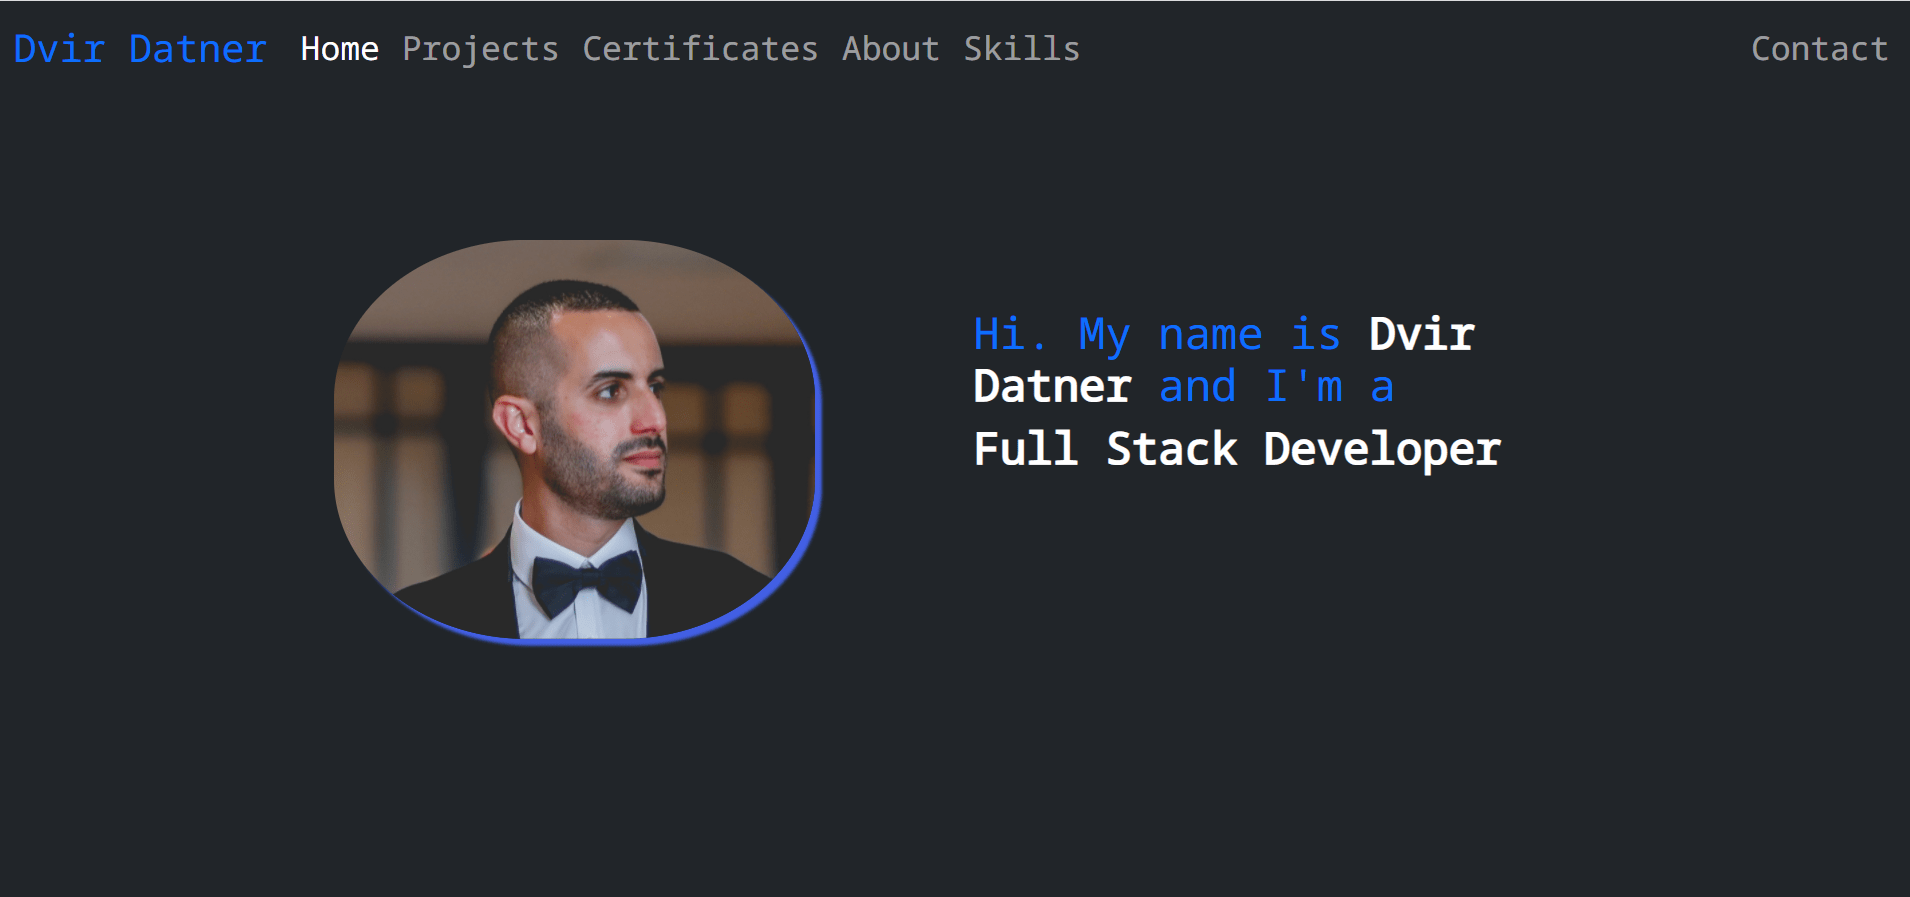 Dvir Datner Home Projects Certificates About Skills Contact
Hi. My name is Dvir
Datner and I'm a
Full Stack Developer